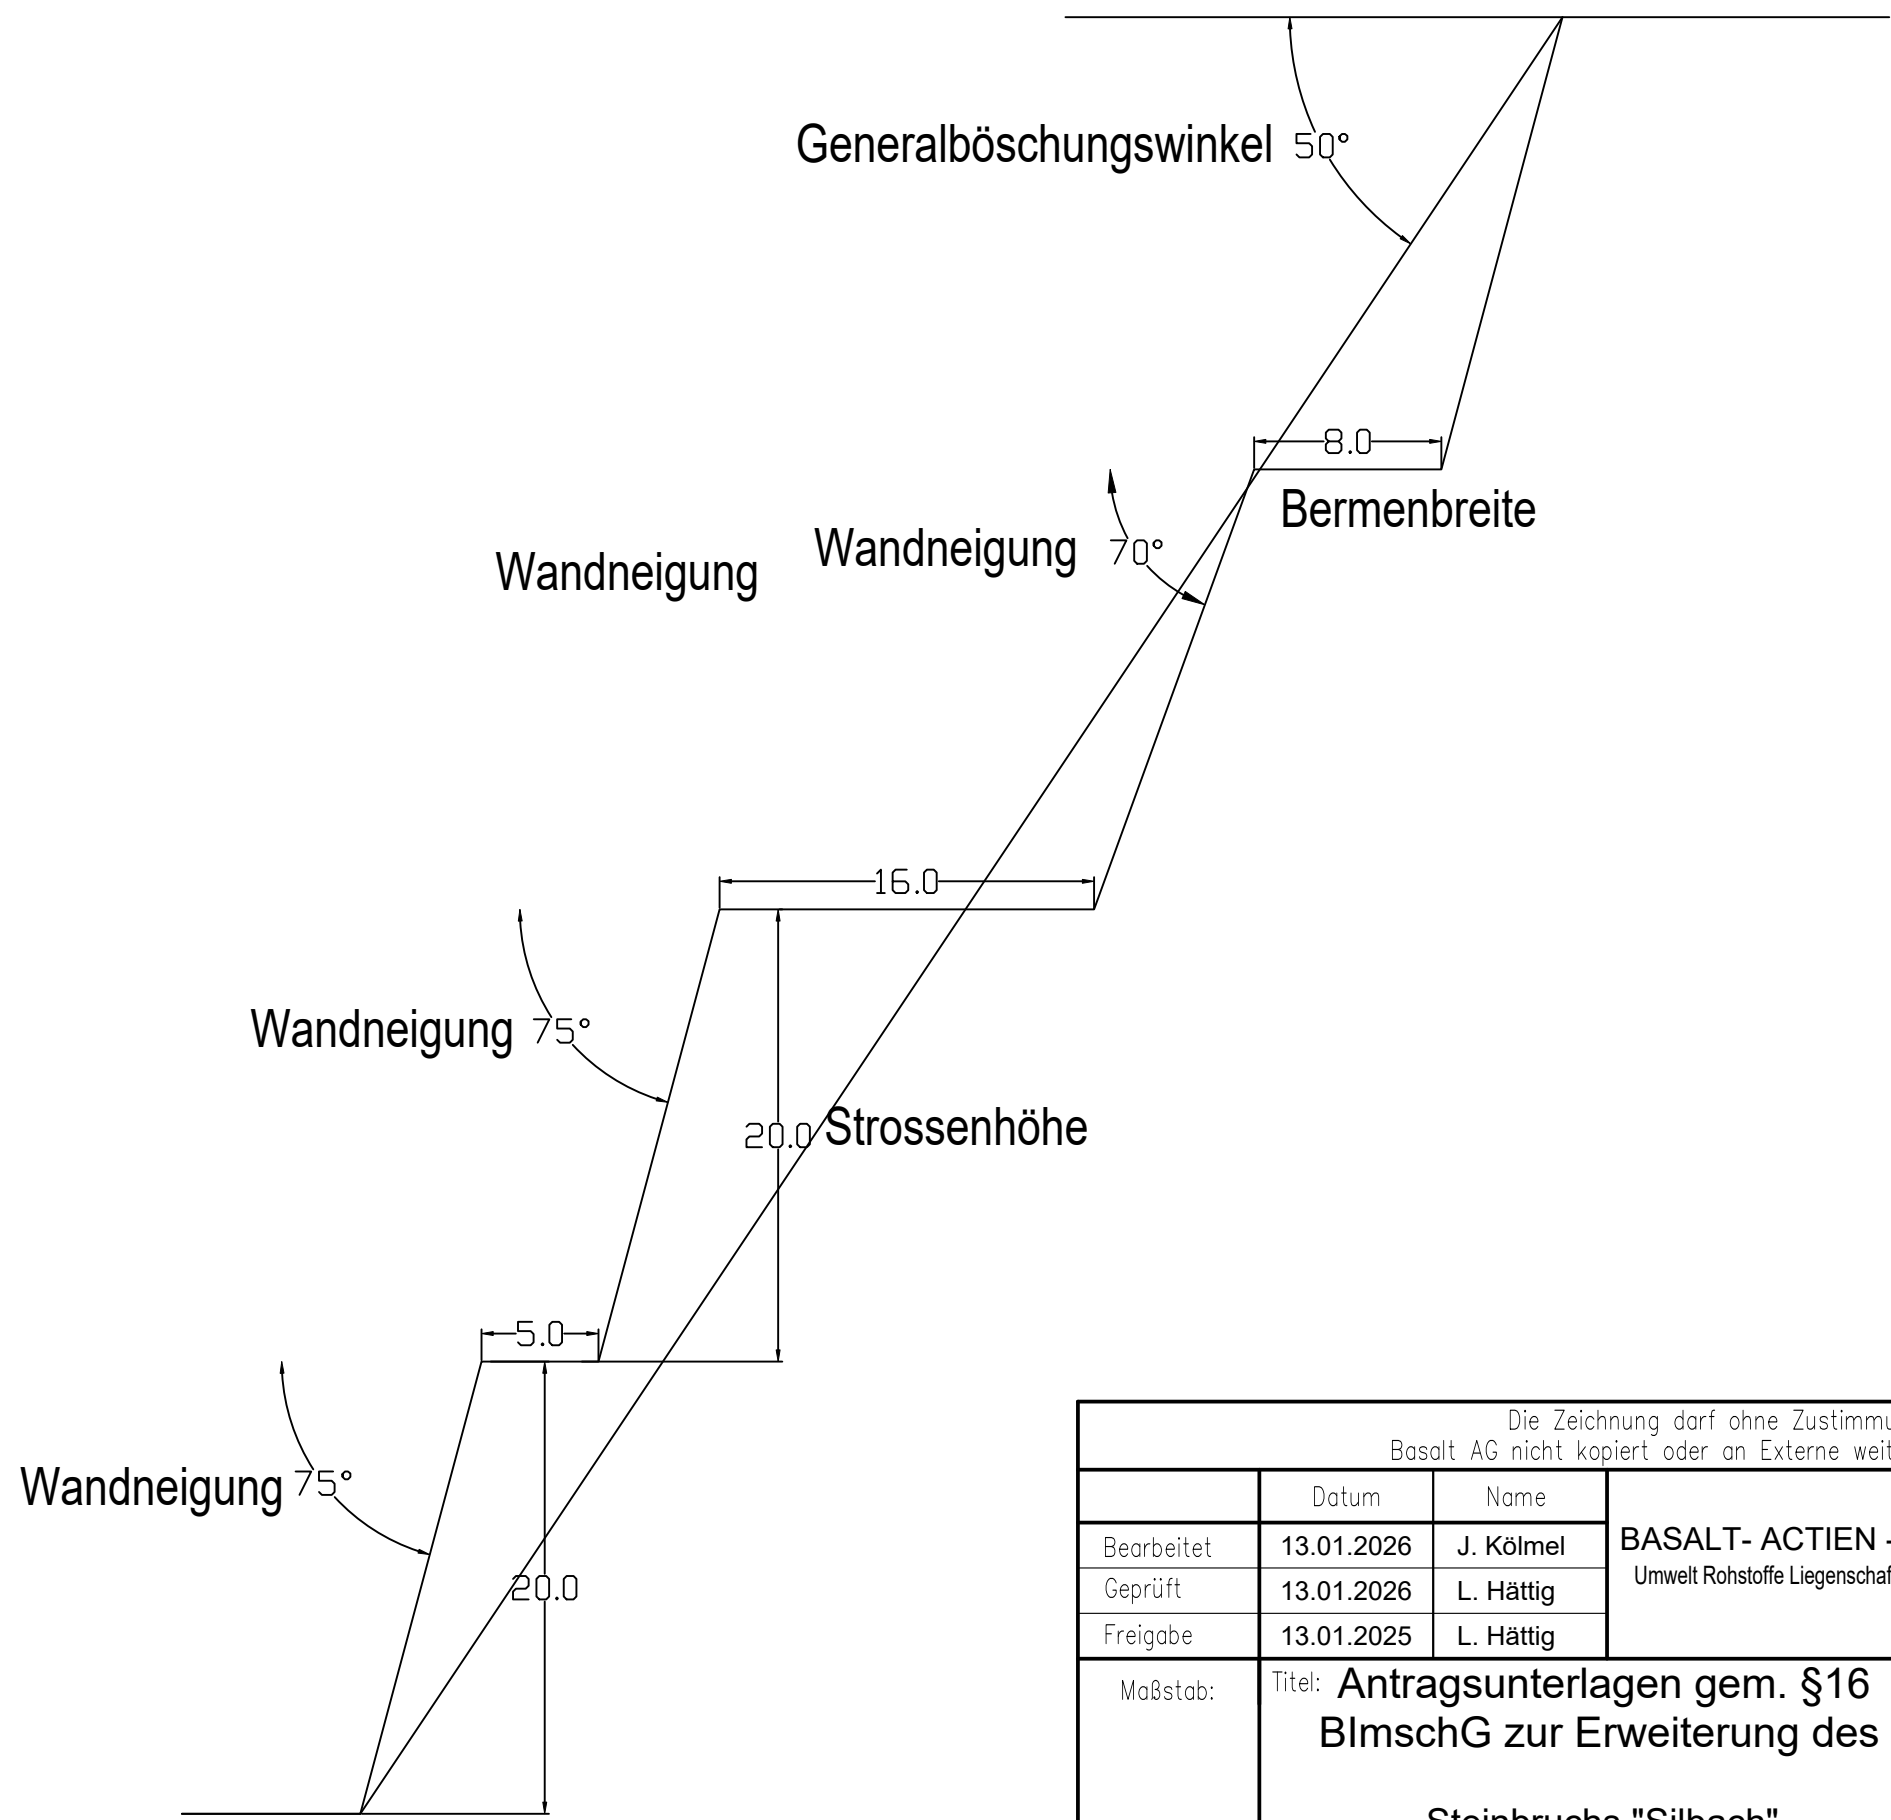 Generalböschungswinkel 50°
8.0
Bermenbreite
Wandneigung
Wandneigung 70°
16.0
Wandneigung 75°
20.0 Strossenhöhe
5.0
Wandneigung 75°
20.0
Die Zeichnung darf ohne
Basalt AG nicht kopiert oder an Externe
Datum Name
Bearbeitet 13.01.2026 J. Kölmel
Geprüft 13.01.2026 L. Hättig
Freigabe 13.01.2025 L. Hättig
BASALT- ACTIEN -
Umwelt Rohstoffe
Maßstab:
Titel: Antragsunterlagen gem. §16
BImschG zur Erweiterung des
Steinbruchs "Silbach"